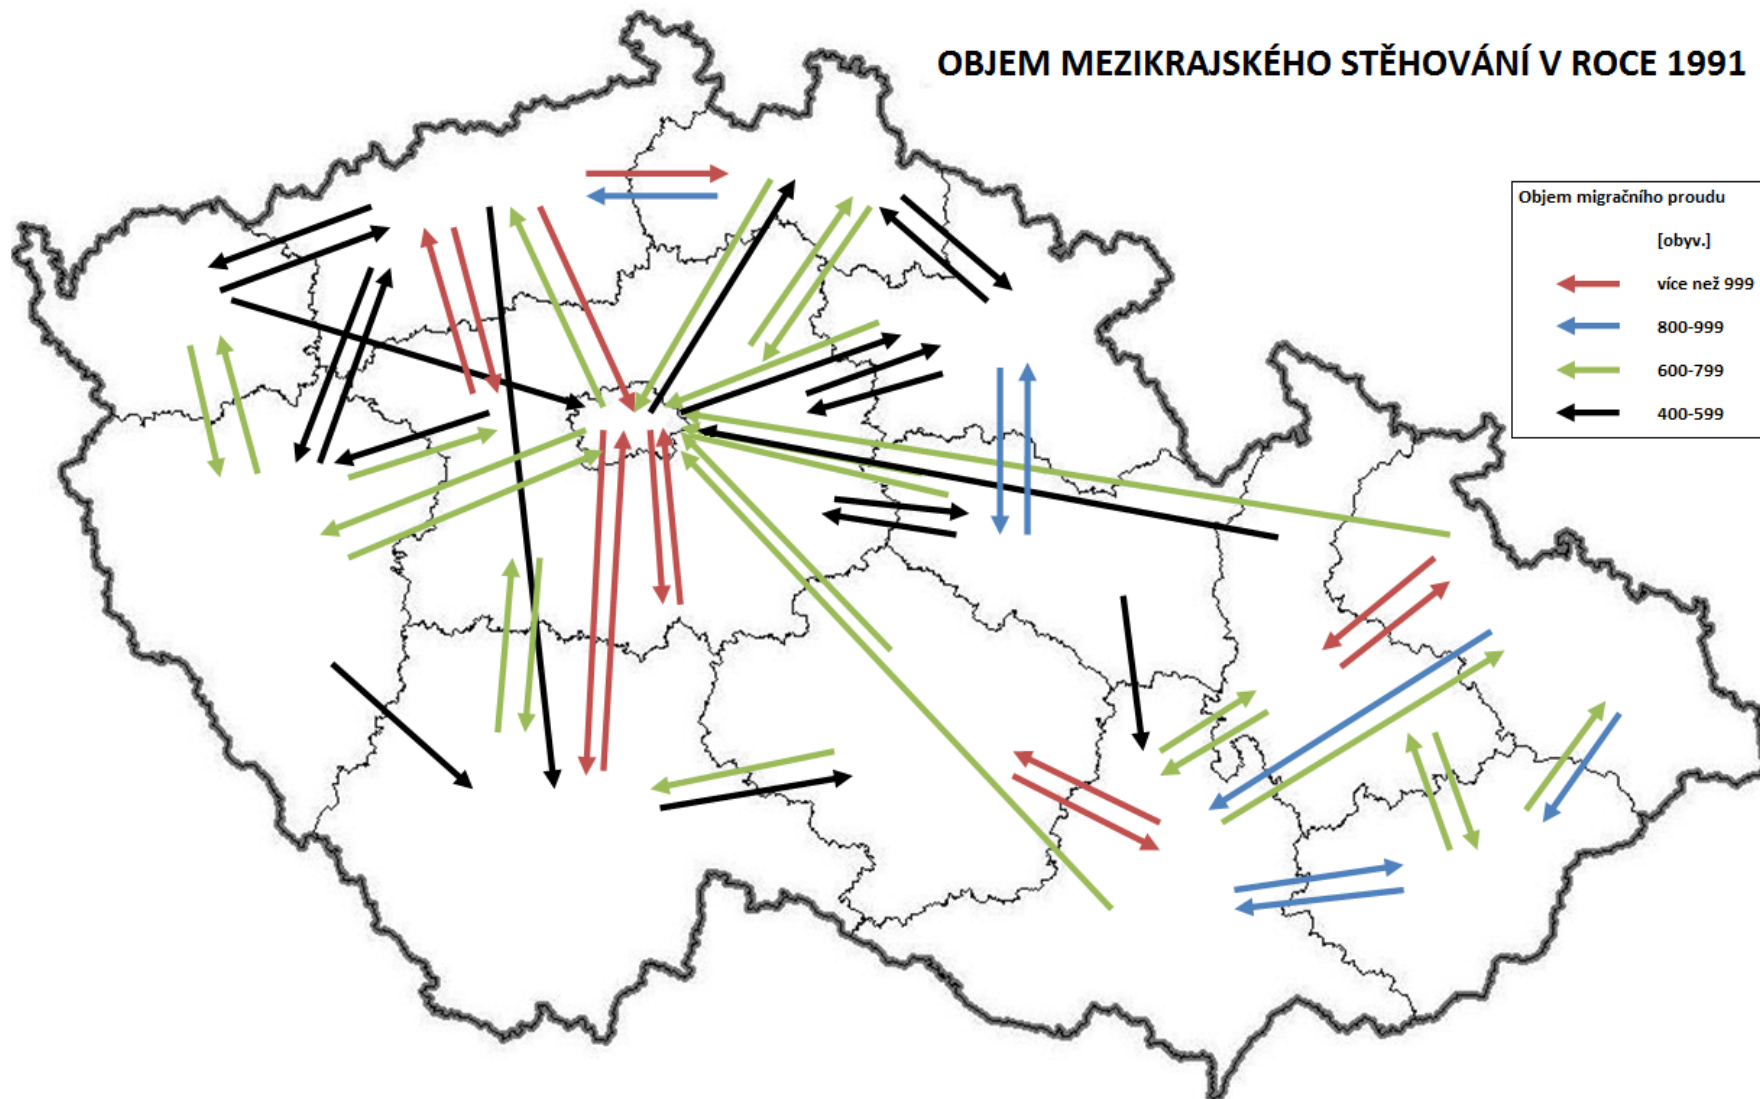 OBJEM MEZIKRAJSKÉHO STĚHOVÁNÍ V ROCE 1991
Objem migračního proudu
[obyv.]
více než 999
800-999
600-799
400-599